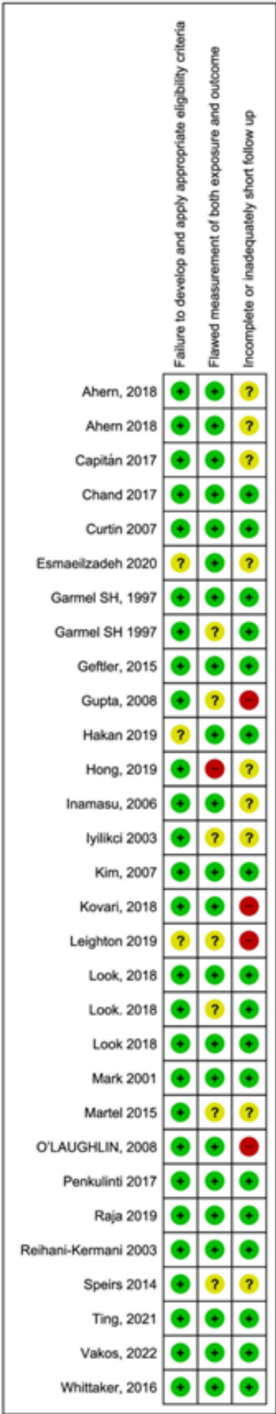 Failure to develop and apply appropriate eligibility criteria
Flawed measurement of both exposure and outcome
Incomplete or inadequately short follow up
Ahern, 2018 + + ?
Ahern 2018 + + ?
Capitán 2017 + + ?
Chand 2017 + + +
Curtin 2007 + + +
Esmaeilzadeh 2020 ? + ?
Garmel SH, 1997 + + +
Garmel SH 1997 + ? +
Geftler, 2015 + + +
Gupta, 2008 + ? -
Hakan 2019 ? + +
Hong, 2019 + - ?
Inamasu, 2006 + + ?
Iyilikci 2003 + ? ?
Kim, 2007 + + +
Kovari, 2018 + + -
Leighton 2019 ? ? -
Look, 2018 + + +
Look. 2018 + ? +
Look 2018 + + +
Mark 2001 + + +
Martel 2015 + ? ?
O'LAUGHLIN, 2008 + + -
Penkulinti 2017 + + +
Raja 2019 + + +
Reihani-Kermani 2003 + + +
Speirs 2014 + ? ?
Ting, 2021 + + +
Vakos, 2022 + + +
Whittaker, 2016 + + +